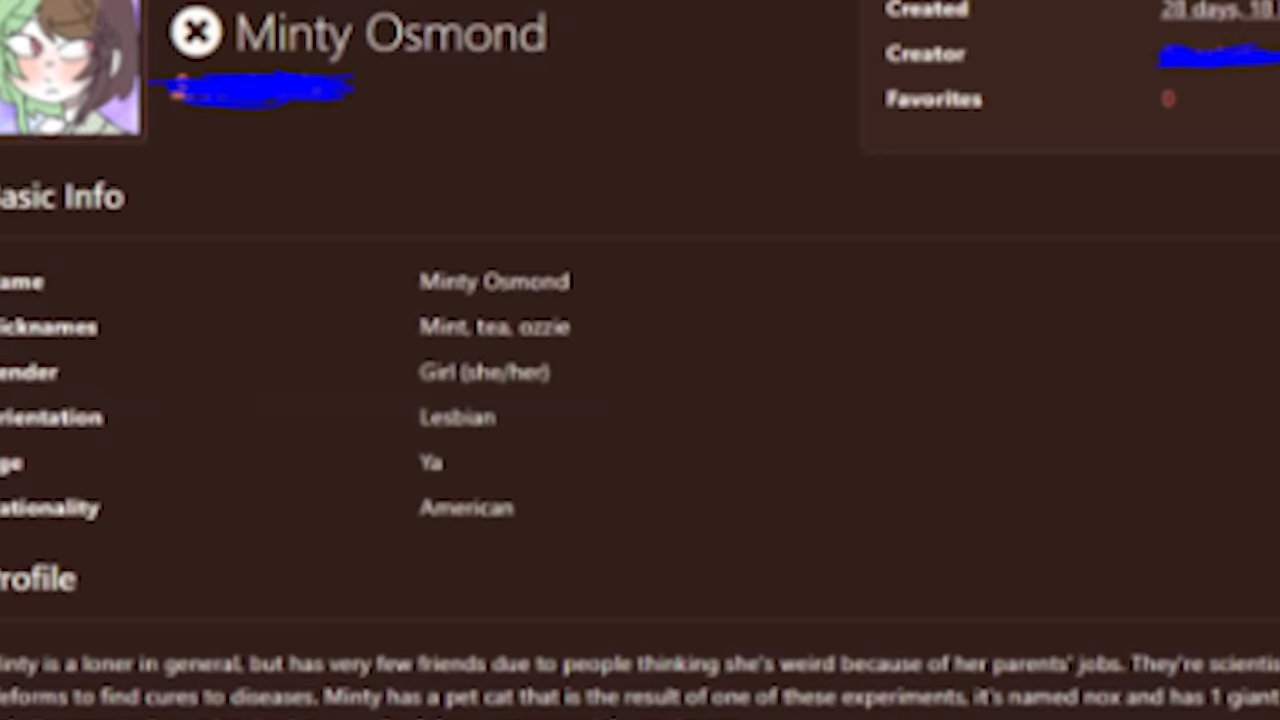 Minty Osmond
Created 28 days, 18
Creator
Favorites 0
asic Info
ame Minty Osmond
icknames Mint, tea, ozzie
ender Girl (she/her)
rientation Lesbian
ge Ya
ationality American
rofile
inty is a loner in general, but has very few friends due to people thinking she's weird because of her parents' jobs. They're scienti
eforms to find cures to diseases. Minty has a pet cat that is the result of one of these experiments, it's named nox and has 1 giant